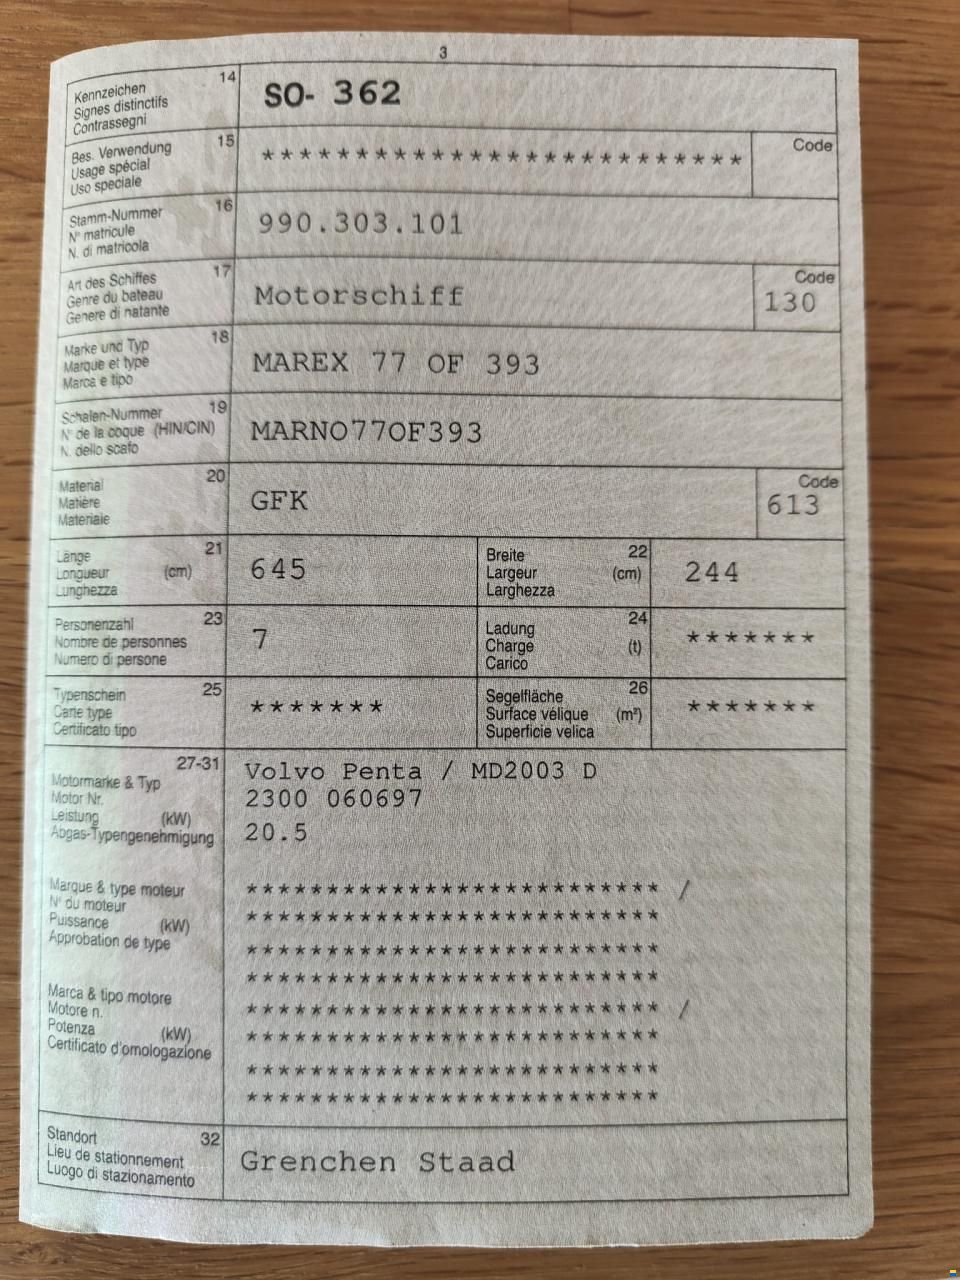 3
Kennzeichen 14
Signes distinctifs
Contrassegni
SO- 362
Bes. Verwendung 15
Usage spécial
Uso speciale
**************************
Code
Stamm-Nummer 16
N° matricule
N. di matricola
990.303.101
Art des Schiffes 17
Genre du bateau
Genere di natante
Motorschiff
Code
130
Marke und Typ 18
Marque et type
Marca e tipo
MAREX 77 OF 393
Schalen-Nummer 19
N° de la coque (HIN/CIN)
N. dello scafo
MARNO77OF393
Material 20
Matière
Materiale
GFK
Code
613
Länge 21
Longueur (cm)
Lunghezza
645
Breite 22
Largeur (cm)
Larghezza
244
Personenzahl 23
Nombre de personnes
Numero di persone
7
Ladung 24
Charge (t)
Carico
*******
Typenschein 25
Carte type
Certificato tipo
*******
Segelfläche 26
Surface vélique (m²)
Superficie velica
*******
27-31
Motormarke & Typ
Motor Nr.
Leistung (kW)
Abgas-Typengenehmigung
Volvo Penta / MD2003 D
2300 060697
20.5
Marque & type moteur
N° du moteur
Puissance (kW)
Approbation de type
************************** /
**************************
**************************
**************************
Marca & tipo motore
Motore n.
Potenza (kW)
Certificato d'omologazione
************************** /
**************************
**************************
**************************
Standort 32
Lieu de stationnement
Luogo di stazionamento
Grenchen Staad